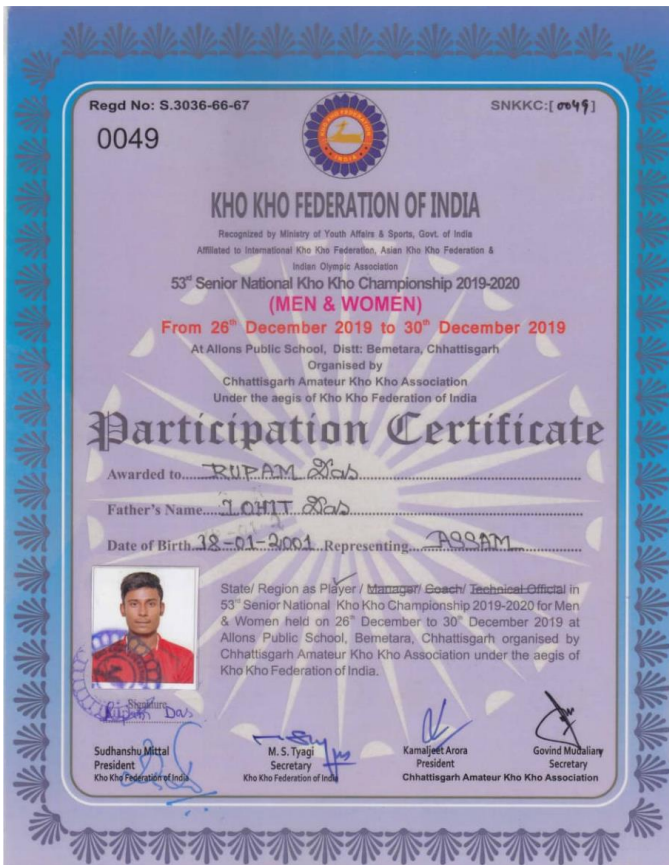 Regd No: S.3036-66-67
SNKKC:[0049]
0049
KHO KHO FEDERATION
INDIA
KHO KHO FEDERATION OF INDIA
Recognized by Ministry of Youth Affairs & Sports, Govt. of India
Affiliated to International Kho Kho Federation, Asian Kho Kho Federation &
Indian Olympic Association
53rd Senior National Kho Kho Championship 2019-2020
(MEN & WOMEN)
From 26th December 2019 to 30th December 2019
At Allons Public School, Distt: Bemetara, Chhattisgarh
Organised by
Chhattisgarh Amateur Kho Kho Association
Under the aegis of Kho Kho Federation of India
Participation Certificate
Awarded to RUPAM Das
Father's Name LOHIT Das
Date of Birth 18-01-2001 Representing ASSAM
State/ Region as Player / Manager/ Coach/ Technical Official in
53rd Senior National Kho Kho Championship 2019-2020 for Men
& Women held on 26th December to 30th December 2019 at
Allons Public School, Bemetara, Chhattisgarh organised by
Chhattisgarh Amateur Kho Kho Association under the aegis of
Kho Kho Federation of India.
Signature
Rupam Das
Sudhanshu Mittal
President
Kho Kho Federation of India
M. S. Tyagi
Secretary
Kho Kho Federation of India
Kamaljeet Arora
President
Govind Mudaliary
Secretary
Chhattisgarh Amateur Kho Kho Association